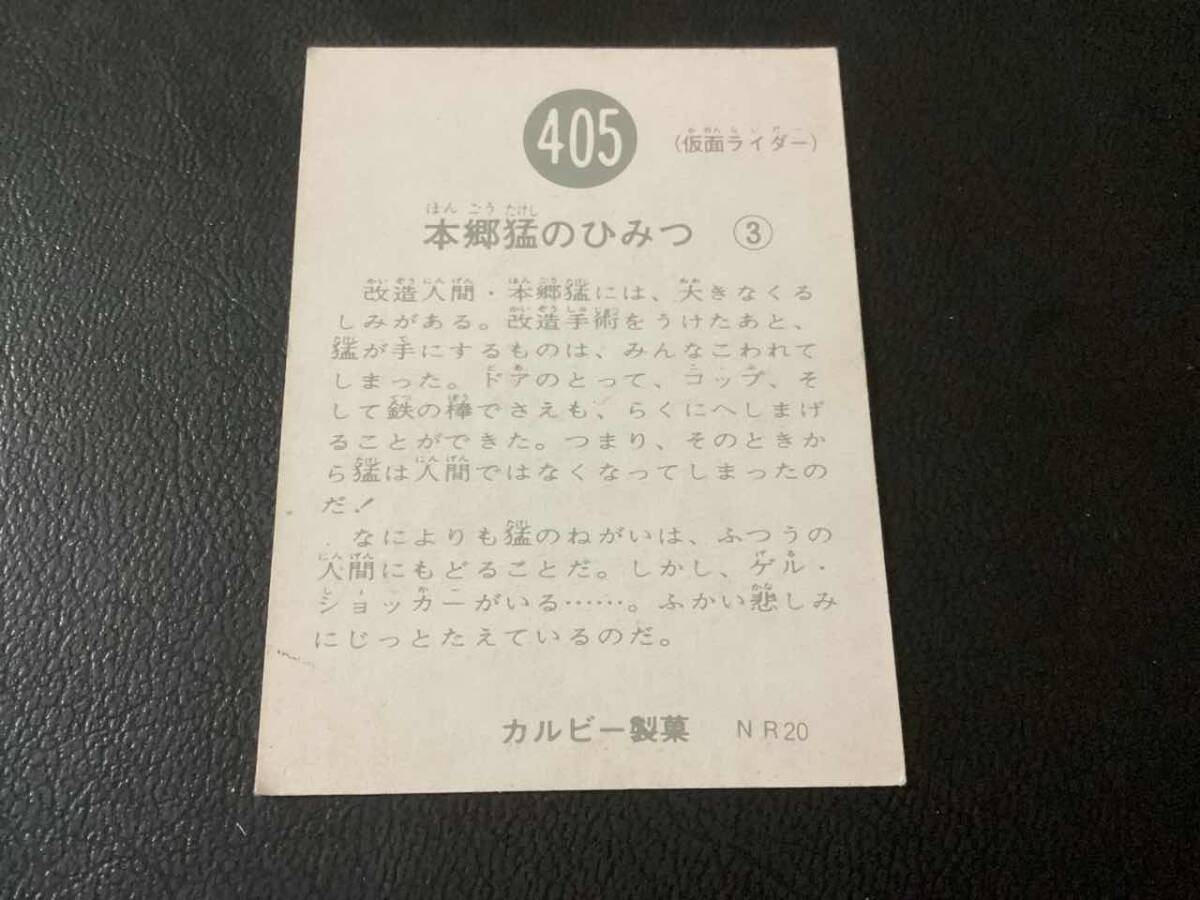 405
（仮面ライダー）
本郷猛のひみつ ③
改造人間・本郷猛には、大きなくる
しみがある。改造手術をうけたあと、
猛が手にするものは、みんなこわれて
しまった。ドアのとって、コップ、そ
して鉄の棒でさえも、らくにへしまげ
ることができた。つまり、そのときか
ら猛は人間ではなくなってしまったの
だ！
なによりも猛のねがいは、ふつうの
人間にもどることだ。しかし、ゲル・
ショッカーがいる……。ふかい悲しみ
にじっとたえているのだ。
カルビー製菓 NR20